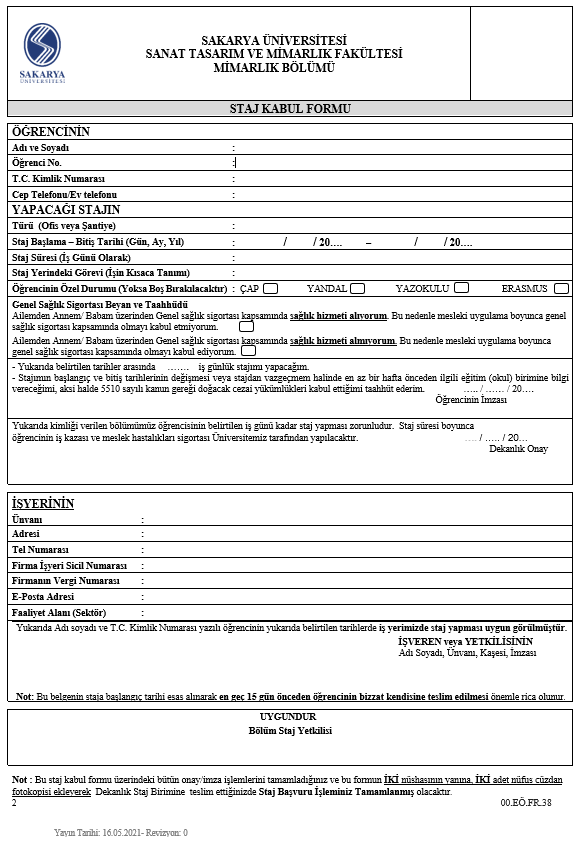 SAKARYA ÜNİVERSİTESİ
SAKARYA ÜNİVERSİTESİ
SANAT TASARIM VE MİMARLIK FAKÜLTESİ
MİMARLIK BÖLÜMÜ
STAJ KABUL FORMU
ÖĞRENCİNİN
Adı ve Soyadı :
Öğrenci No. :
T.C. Kimlik Numarası :
Cep Telefonu/Ev telefonu :
YAPACAĞI STAJIN
Türü (Ofis veya Şantiye) :
Staj Başlama – Bitiş Tarihi (Gün, Ay, Yıl) : / / 20.... – / / 20....
Staj Süresi (İş Günü Olarak) :
Staj Yerindeki Görevi (İşin Kısaca Tanımı) :
Öğrencinin Özel Durumu (Yoksa Boş Bırakılacaktır) : ÇAP YANDAL YAZOKULU ERASMUS
Genel Sağlık Sigortası Beyan ve Taahhüdü
Ailemden Annem/ Babam üzerinden Genel sağlık sigortası kapsamında sağlık hizmeti alıyorum. Bu nedenle mesleki uygulama boyunca genel
sağlık sigortası kapsamında olmayı kabul etmiyorum.
Ailemden Annem/ Babam üzerinden Genel sağlık sigortası kapsamında sağlık hizmeti almıyorum. Bu nedenle mesleki uygulama boyunca
genel sağlık sigortası kapsamında olmayı kabul ediyorum.
- Yukarıda belirtilen tarihler arasında ....... iş günlük stajımı yapacağım.
- Stajımın başlangıç ve bitiş tarihlerinin değişmesi veya stajdan vazgeçmem halinde en az bir hafta önceden ilgili eğitim (okul) birimine bilgi
vereceğimi, aksi halde 5510 sayılı kanun gereği doğacak cezai yükümlükleri kabul ettiğimi taahhüt ederim. ..... / ...... / 20....
Öğrencinin İmzası
Yukarıda kimliği verilen bölümümüz öğrencisinin belirtilen iş günü kadar staj yapması zorunludur. Staj süresi boyunca
öğrencinin iş kazası ve meslek hastalıkları sigortası Üniversitemiz tarafından yapılacaktır. .... / ..... / 20...
Dekanlık Onay
İŞYERİNİN
Ünvanı :
Adresi :
Tel Numarası :
Firma İşyeri Sicil Numarası :
Firmanın Vergi Numarası :
E-Posta Adresi :
Faaliyet Alanı (Sektör) :
Yukarıda Adı soyadı ve T.C. Kimlik Numarası yazılı öğrencinin yukarıda belirtilen tarihlerde iş yerimizde staj yapması uygun görülmüştür.
İŞVEREN veya YETKİLİSİNİN
Adı Soyadı, Ünvanı, Kaşesi, İmzası
Not: Bu belgenin staja başlangıç tarihi esas alınarak en geç 15 gün önceden öğrencinin bizzat kendisine teslim edilmesi önemle rica olunur.
UYGUNDUR
Bölüm Staj Yetkilisi
Not : Bu staj kabul formu üzerindeki bütün onay/imza işlemlerini tamamladığınız ve bu formun İKİ nüshasının yanına, İKİ adet nüfus cüzdan
fotokopisi ekleyerek Dekanlık Staj Birimine teslim ettiğinizde Staj Başvuru İşleminiz Tamamlanmış olacaktır.
2 00.EÖ.FR.38
Yayın Tarihi: 16.05.2021- Revizyon: 0